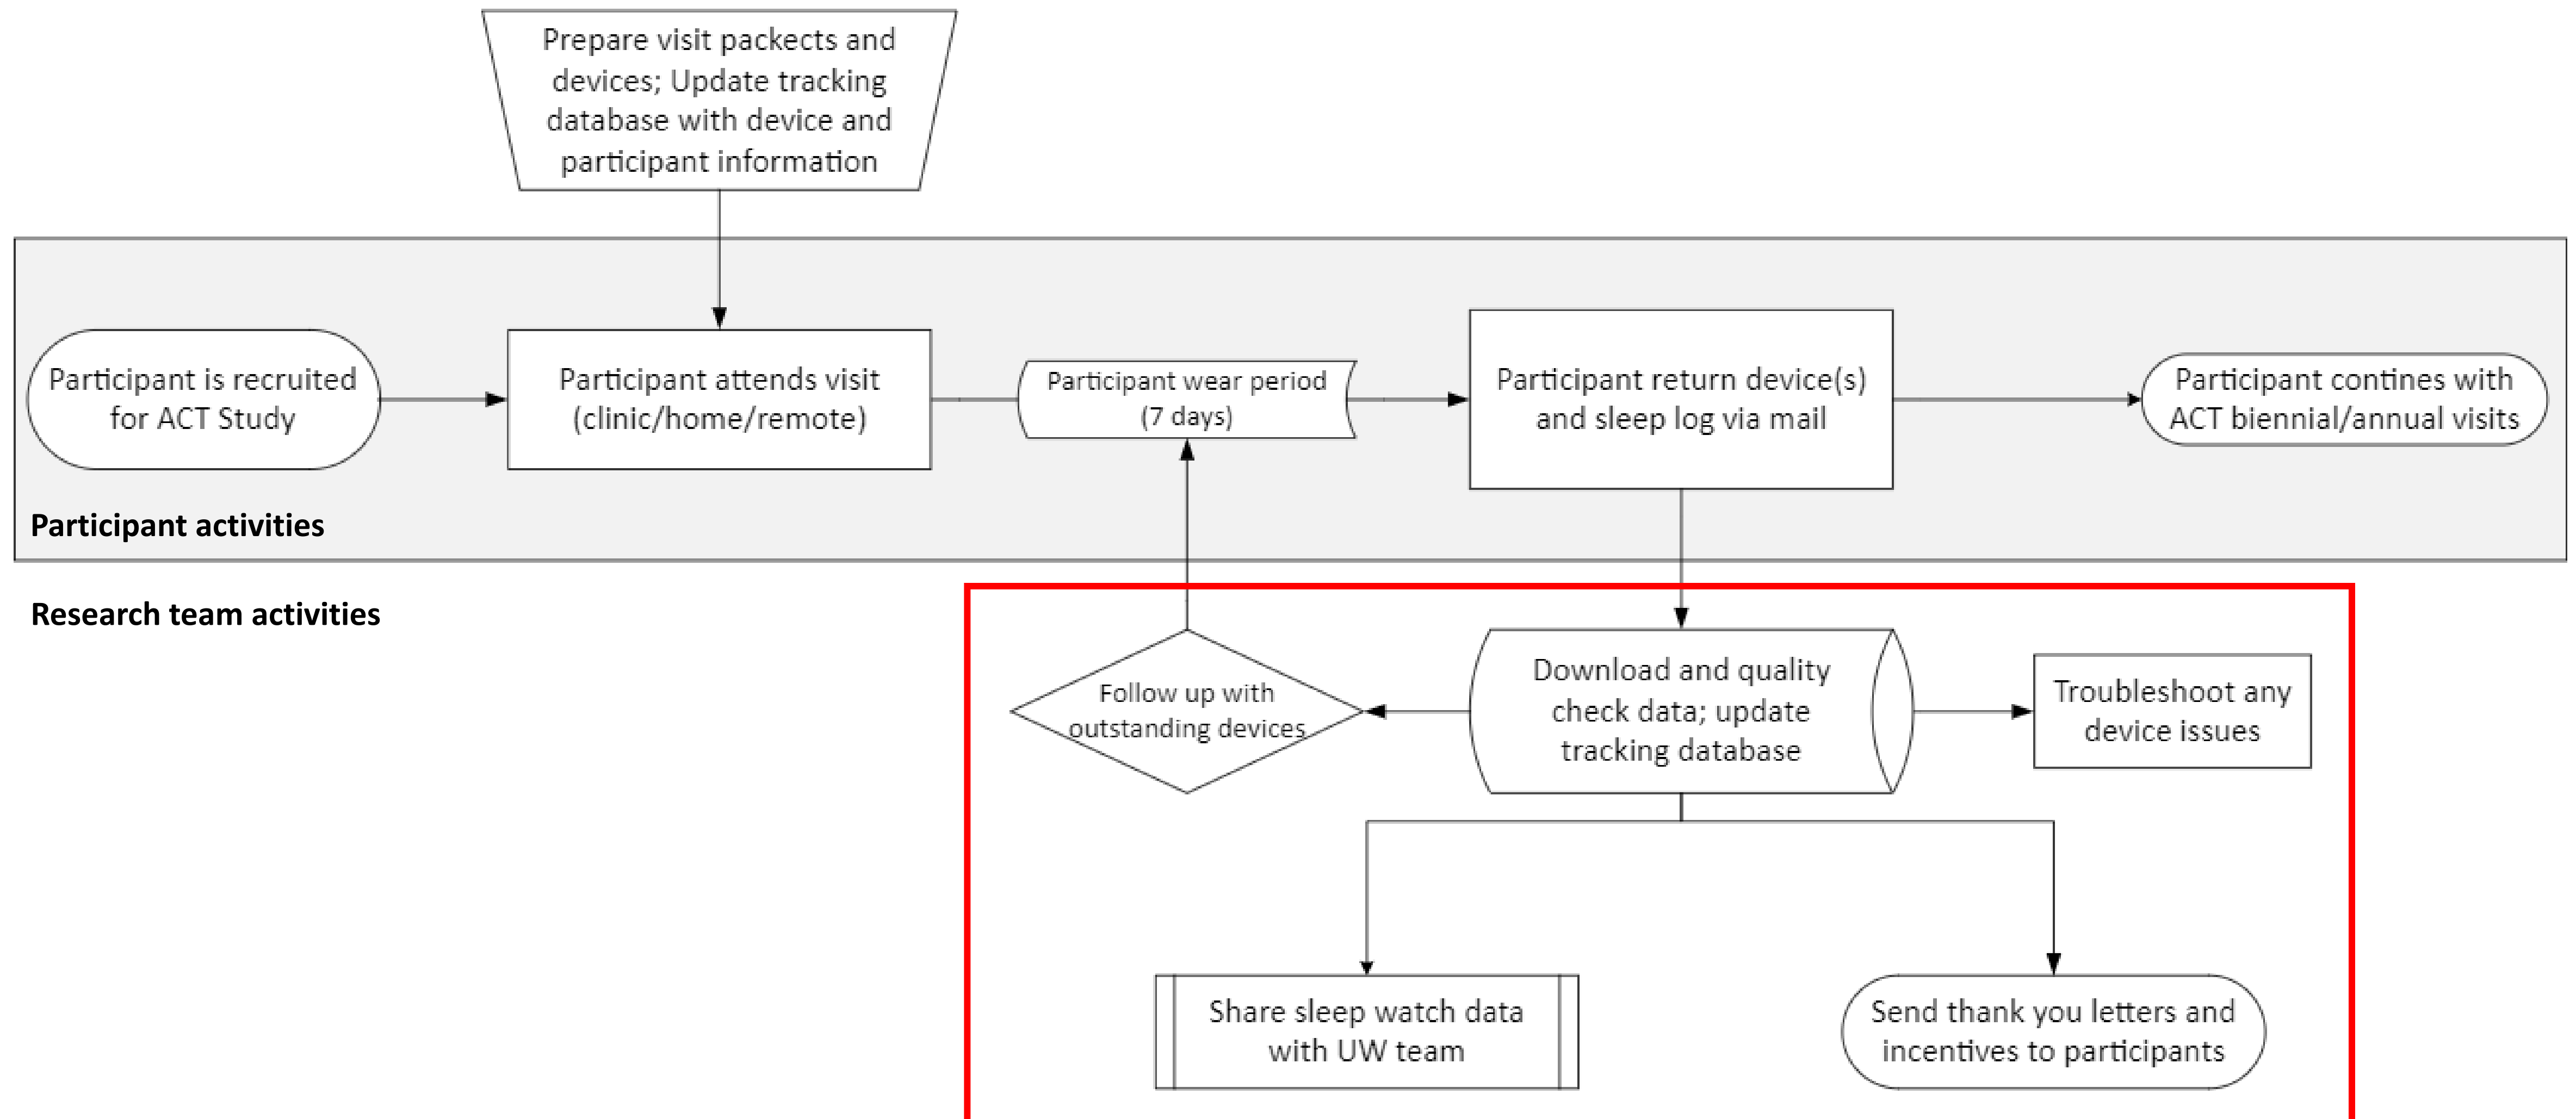 Prepare visit packects and
devices; Update tracking
database with device and
participant information
Participant is recruited
for ACT Study
Participant attends visit
(clinic/home/remote)
Participant wear period
(7 days)
Participant return device(s)
and sleep log via mail
Participant contines with
ACT biennial/annual visits
Participant activities
Research team activities
Follow up with
outstanding devices
Download and quality
check data; update
tracking database
Troubleshoot any
device issues
Share sleep watch data
with UW team
Send thank you letters and
incentives to participants